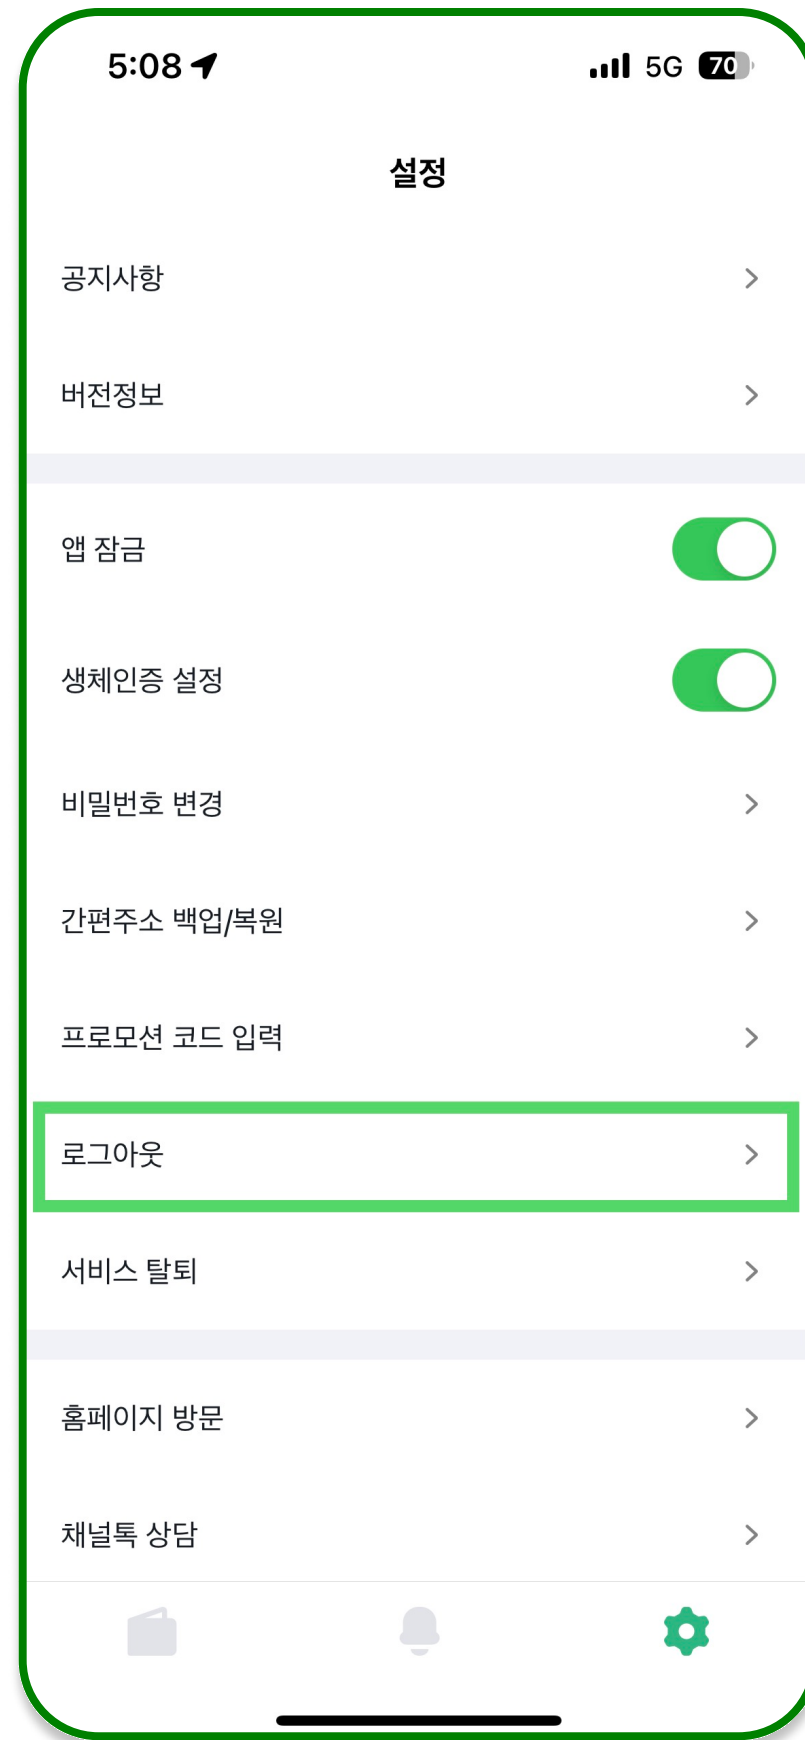 5:08
5G 70
설정
공지사항
버전정보
앱 잠금
생체인증 설정
비밀번호 변경
간편주소 백업/복원
프로모션 코드 입력
로그아웃
서비스 탈퇴
홈페이지 방문
채널톡 상담